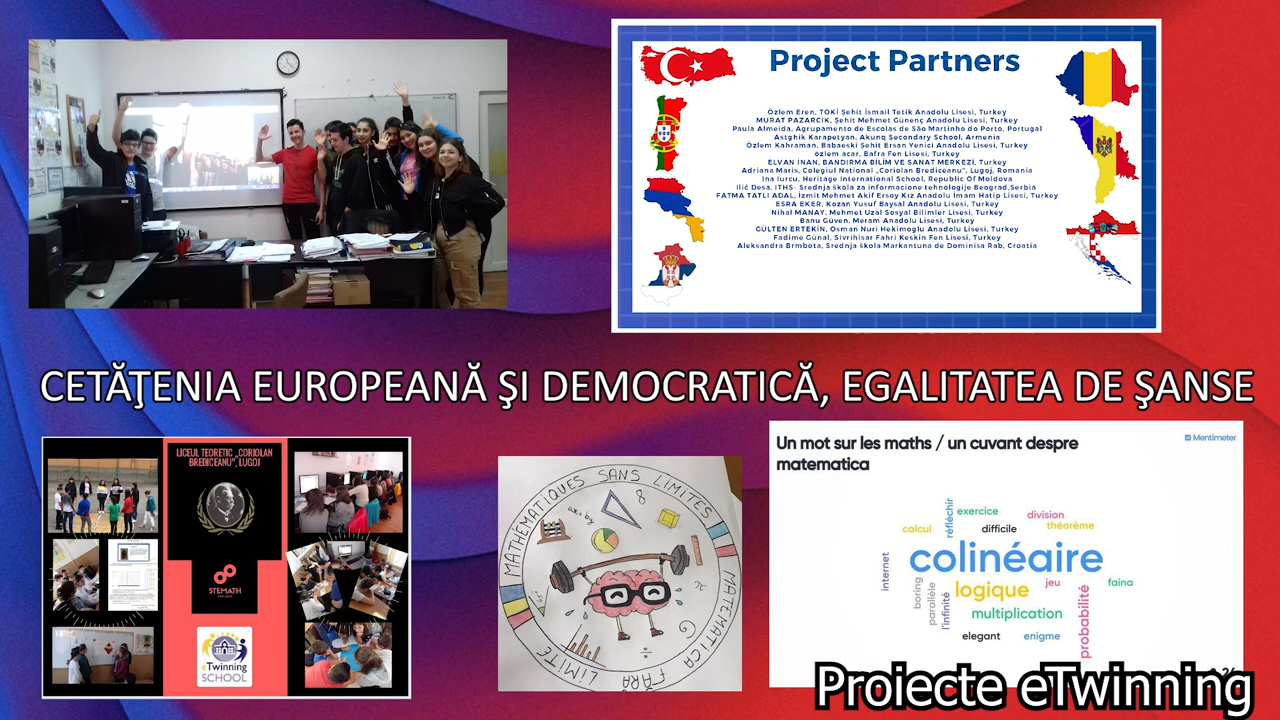 Project Partners
Özlem Eren, TOKİ Şehit İsmail Tetik Anadolu Lisesi, Turkey
MURAT PAZARCIK, Şehit Mehmet Günenç Anadolu Lisesi, Turkey
Paula Almeida, Agrupamento de Escolas de São Martinho do Porto, Portugal
Astghik Karapetyan, Akunq Secondary School, Armenia
Özlem Kahraman, Babaeski Şehit Ersan Yenici Anadolu Lisesi, Turkey
özlem acar, Bafra Fen Lisesi, Turkey
ELVAN İNAN, BANDIRMA BİLİM VE SANAT MERKEZİ, Turkey
Adriana Maris, Colegiul National „Coriolan Brediceanu", Lugoj, Romania
Ina Iurcu, Heritage International School, Republic Of Moldova
Ilić Desa, ITHS- Srednja škola za informacione tehnologije Beograd,Serbia
FATMA TATLI ADAL, İzmit Mehmet Akif Ersoy Kız Anadolu İmam Hatip Lisesi, Turkey
ESRA EKER, Kozan Yusuf Baysal Anadolu Lisesi, Turkey
Nihal MANAY, Mehmet Uzal Sosyal Bilimler Lisesi, Turkey
Banu Güven, Meram Anadolu Lisesi, Turkey
GÜLTEN ERTEKİN, Osman Nuri Hekimoglu Anadolu Lisesi, Turkey
Fadime Günal, Sivrihisar Fahri Keskin Fen Lisesi, Turkey
Aleksandra Brmbota, Srednja škola Markantuna de Dominisa Rab, Croatia
CETĂŢENIA EUROPEANĂ ŞI DEMOCRATICĂ, EGALITATEA DE ŞANSE
LICEUL TEORETIC „CORIOLAN
BREDICEANU", LUGOJ
STEMATH
eTwinning
SCHOOL
MATHÉMATIQUES SANS LIMITES
MATEMATICA FĂRĂ LIMITE
ax+by
8
÷
Un mot sur les maths / un cuvant despre
matematica
Mentimeter
réfléchir
exercice
division
calcul
difficile
théorème
internet
colinéaire
boring
parallèle
l'infinité
logique
jeu
faina
probabilité
multiplication
elegant
enigme
Proiecte eTwinning